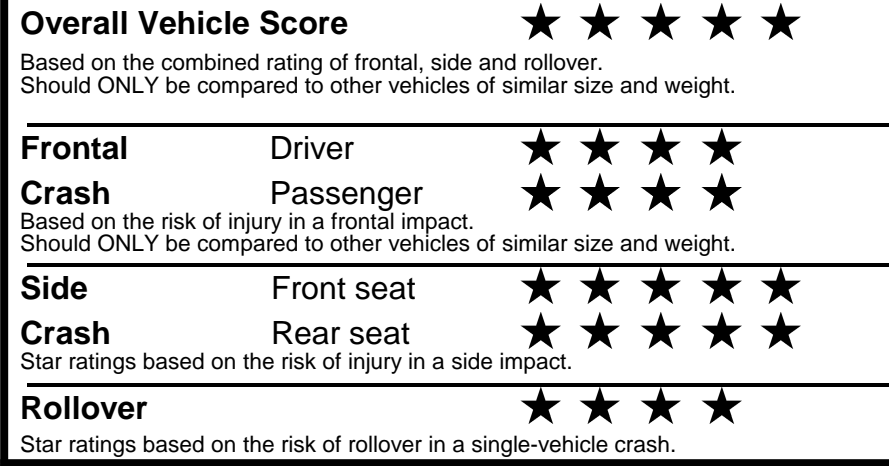 Overall Vehicle Score ★ ★ ★ ★ ★
Based on the combined rating of frontal, side and rollover.
Should ONLY be compared to other vehicles of similar size and weight.
Frontal Driver ★ ★ ★ ★
Crash Passenger ★ ★ ★ ★
Based on the risk of injury in a frontal impact.
Should ONLY be compared to other vehicles of similar size and weight.
Side Front seat ★ ★ ★ ★ ★
Crash Rear seat ★ ★ ★ ★ ★
Star ratings based on the risk of injury in a side impact.
Rollover ★ ★ ★ ★
Star ratings based on the risk of rollover in a single-vehicle crash.